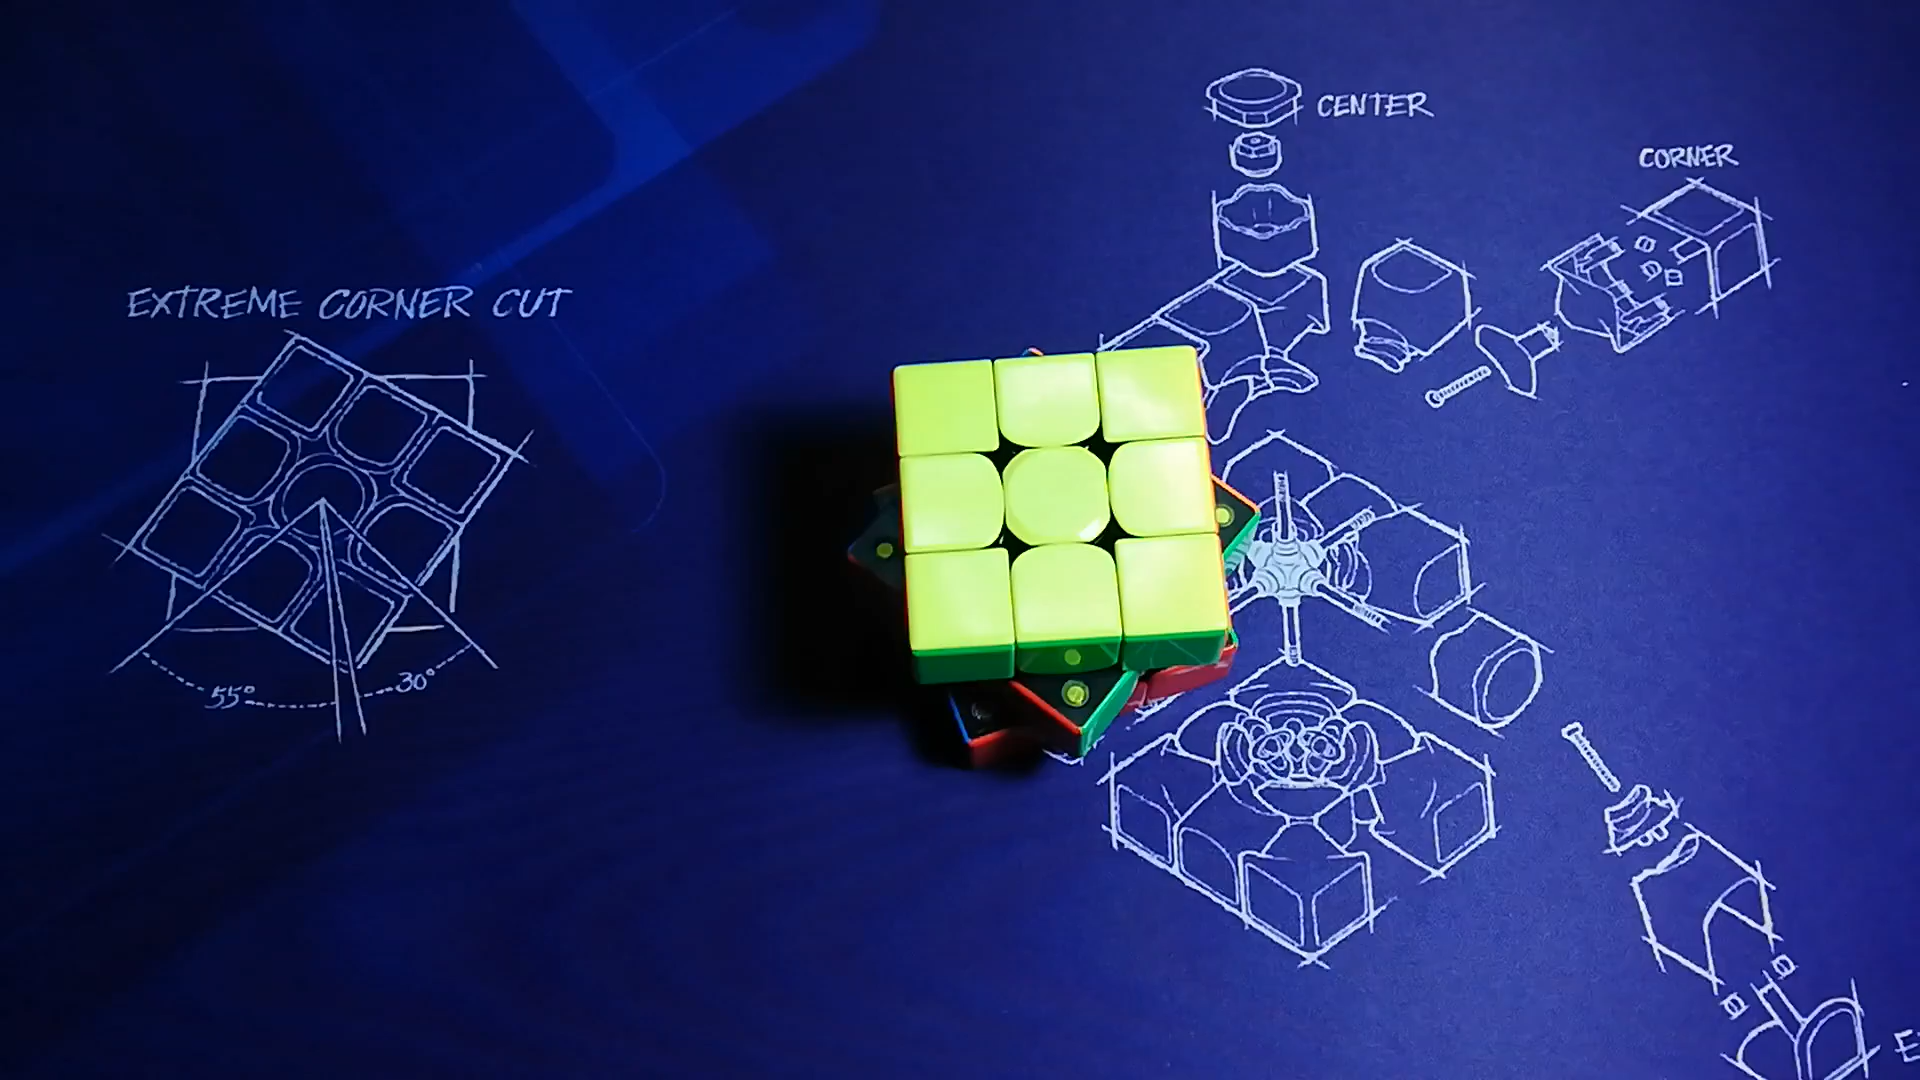 CENTER
CORNER
EXTREME CORNER CUT
55°
30°